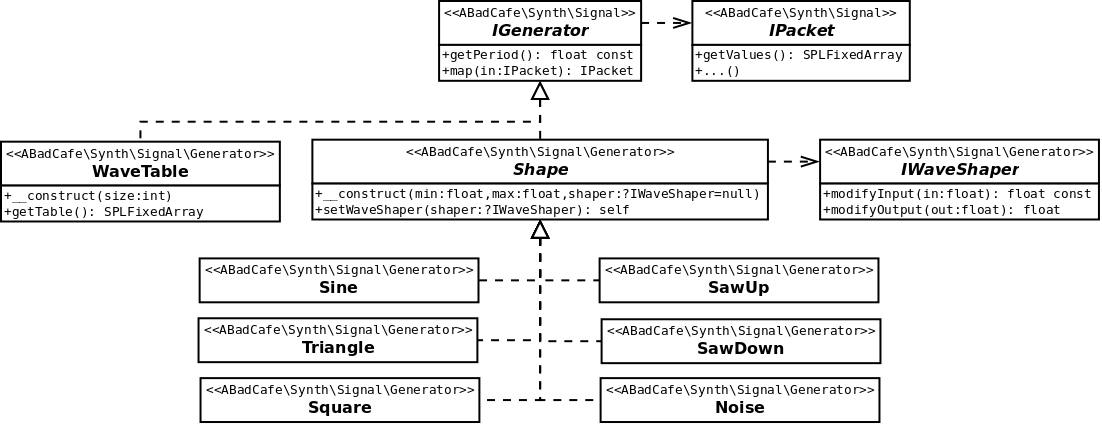 <<ABadCafe\Synth\Signal>>
IGenerator
+getPeriod(): float const
+map(in:IPacket): IPacket
<<ABadCafe\Synth\Signal>
IPacket
+getValues(): SPLFixedArray
+...()
<<ABadCafe\Synth\Signal\Generator>>
WaveTable
+__construct(size:int)
+getTable(): SPLFixedArray
<<ABadCafe\Synth\Signal\Generator>>
Shape
+__construct(min:float,max:float,shaper:?IWaveShaper=null)
+setWaveShaper(shaper:?IWaveShaper): self
<<ABadCafe\Synth\Signal\Generator>>
IWaveShaper
+modifyInput(in:float): float const
+modifyOutput(out:float): float
<<ABadCafe\Synth\Signal\Generator>>
Sine
<<ABadCafe\Synth\Signal\Generator>>
SawUp
<<ABadCafe\Synth\Signal\Generator>>
Triangle
<<ABadCafe\Synth\Signal\Generator>>
SawDown
<<ABadCafe\Synth\Signal\Generator>>
Square
<<ABadCafe\Synth\Signal\Generator>>
Noise